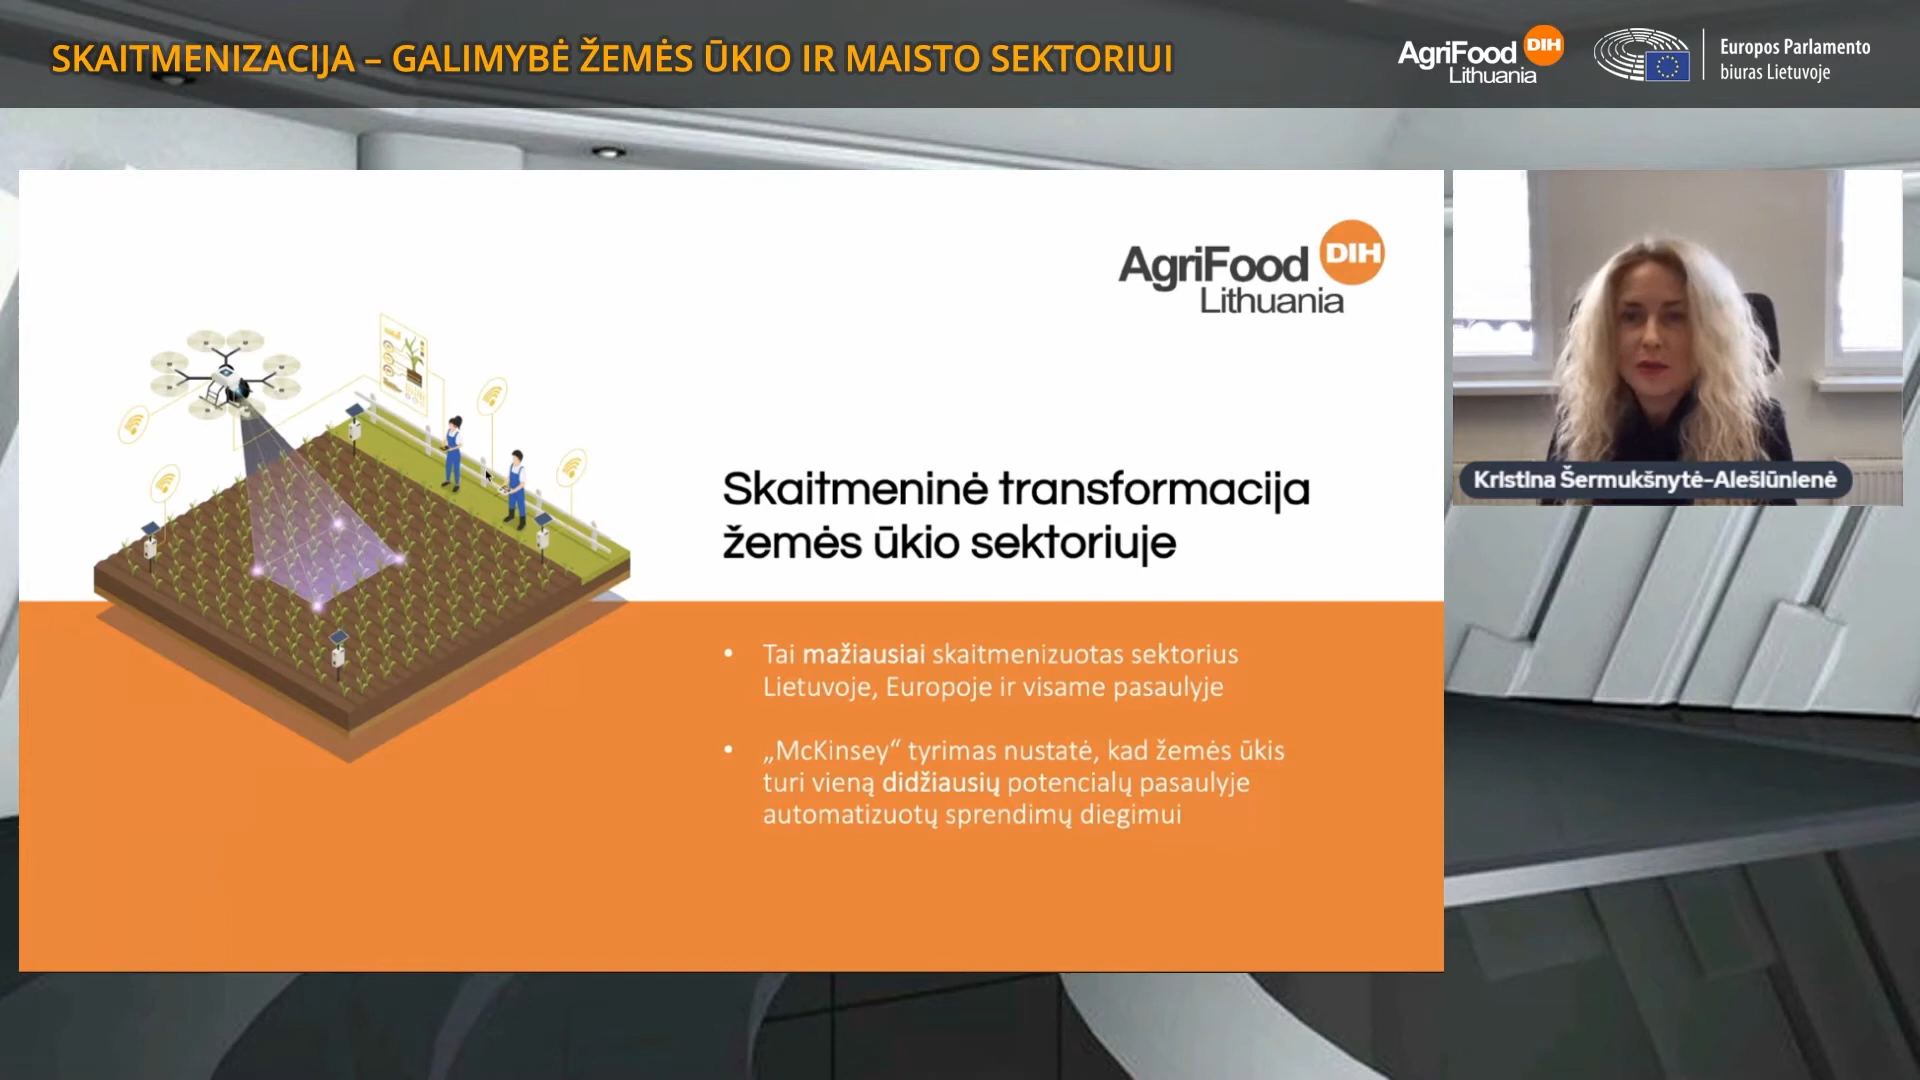 SKAITMENIZACIJA – GALIMYBĖ ŽEMĖS ŪKIO IR MAISTO SEKTORIUI
AgriFood DIH
Lithuania
Europos Parlamento
biuras Lietuvoje
AgriFood DIH
Lithuania
Skaitmeninė transformacija
žemės ūkio sektoriuje
• Tai mažiausiai skaitmenizuotas sektorius
Lietuvoje, Europoje ir visame pasaulyje
• „McKinsey“ tyrimas nustatė, kad žemės ūkis
turi vieną didžiausių potencialų pasaulyje
automatizuotų sprendimų diegimui
Kristina Šermukšnytė-Alešiūnienė